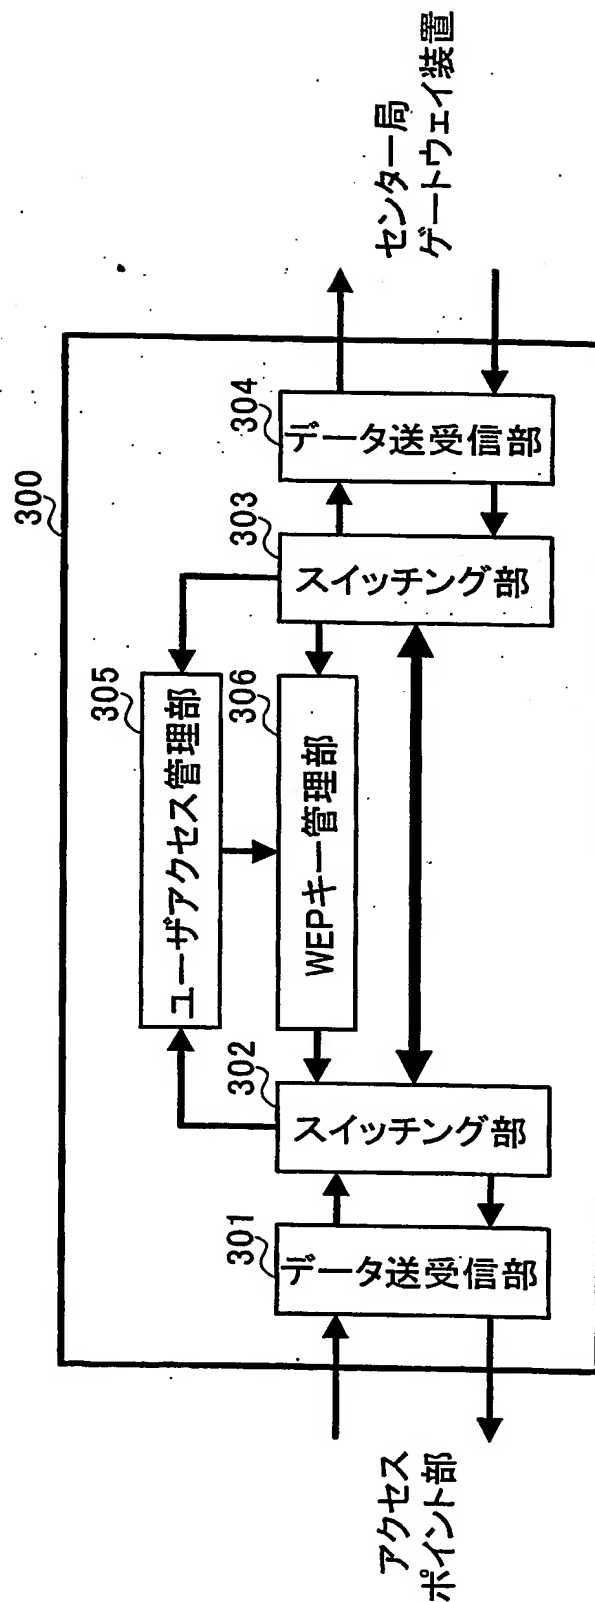 300
アクセス
ポイント部
301
データ送受信部
302
スイッチング部
305
ユーザアクセス管理部
306
WEPキー管理部
303
スイッチング部
304
データ送受信部
センター局
ゲートウェイ装置